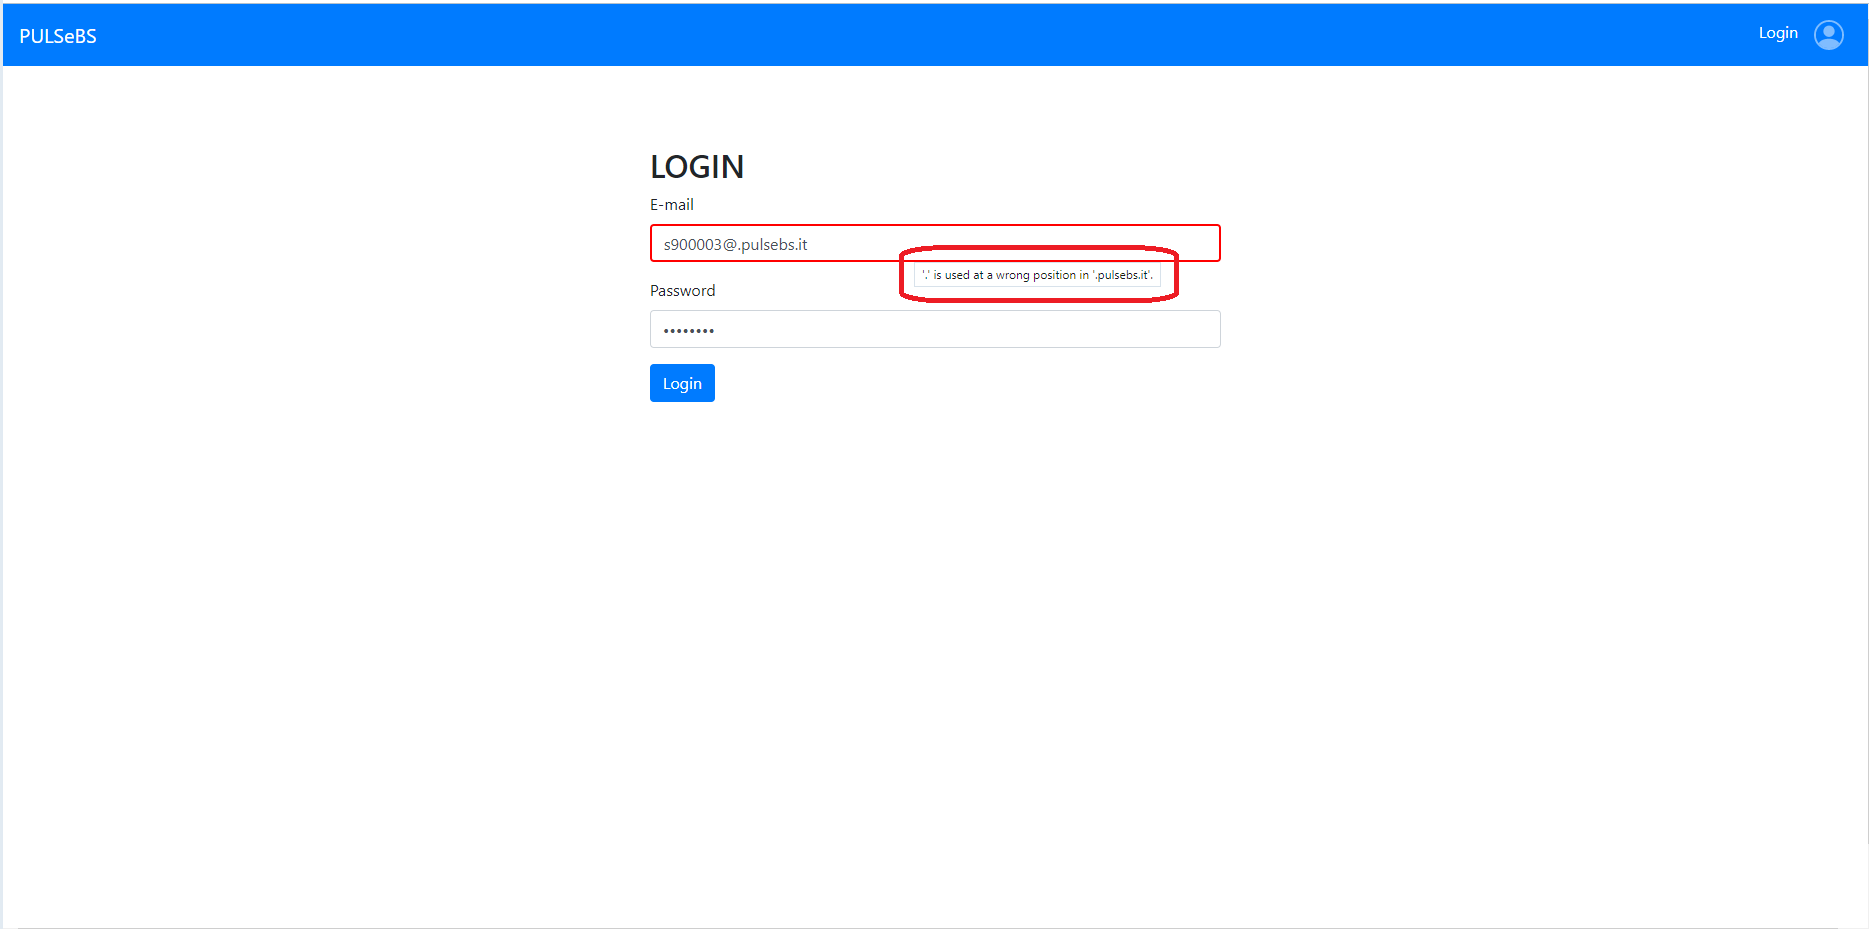 PULSeBS
Login
LOGIN
E-mail
s900003@.pulsebs.it
'.' is used at a wrong position in '.pulsebs.it'.
Password
••••••••
Login